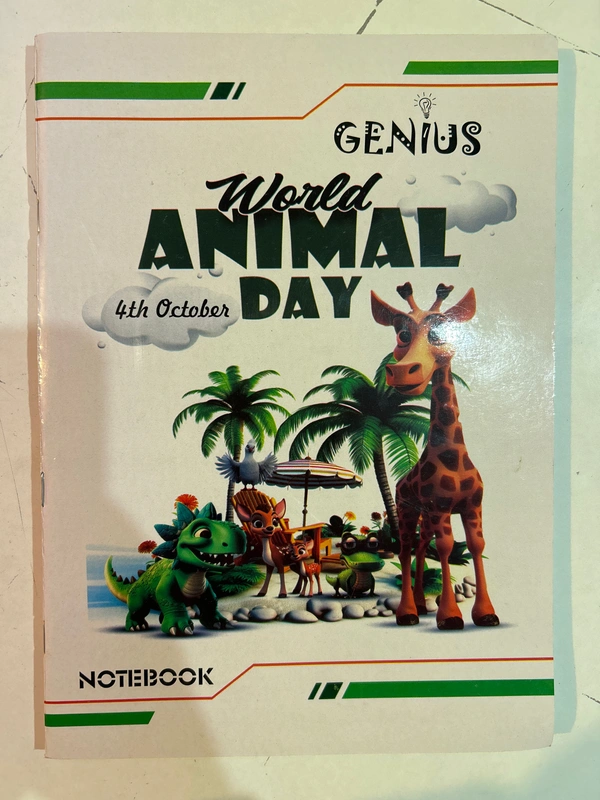 GENIUS
World
ANIMAL
DAY
4th October
NOTEBOOK